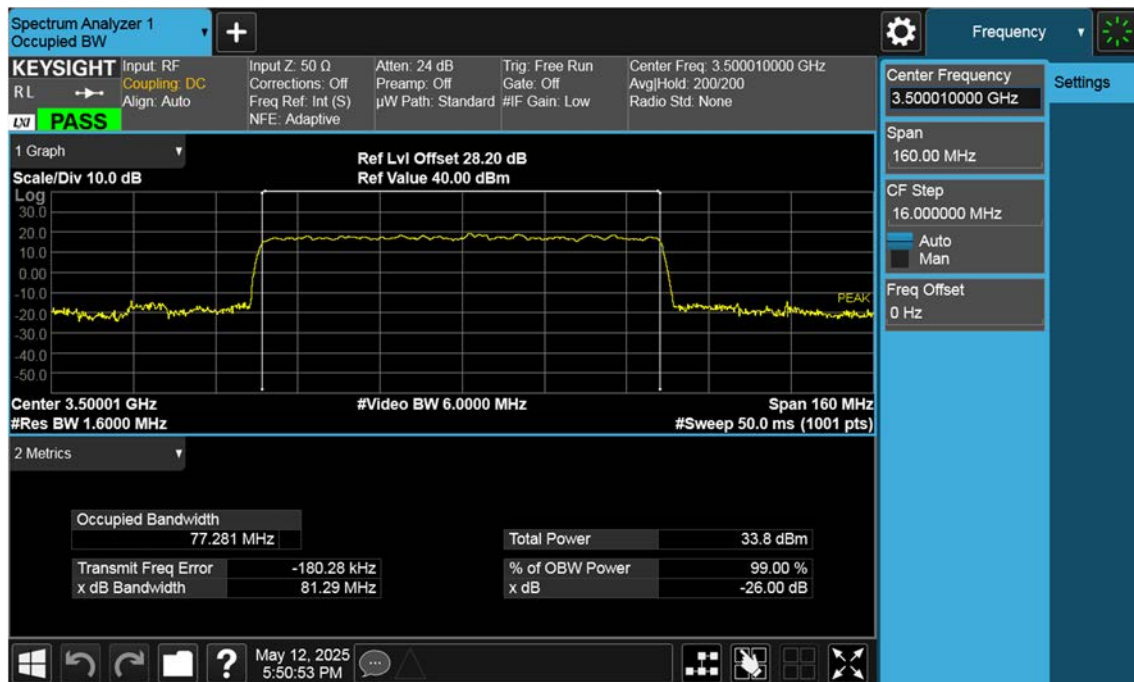 Spectrum Analyzer 1
Occupied BW
+
Frequency
KEYSIGHT
RL
LXI PASS
Input: RF
Coupling: DC
Align: Auto
Input Z: 50 Ω
Corrections: Off
Freq Ref: Int (S)
NFE: Adaptive
Atten: 24 dB
Preamp: Off
µW Path: Standard
Trig: Free Run
Gate: Off
#IF Gain: Low
Center Freq: 3.500010000 GHz
Avg|Hold: 200/200
Radio Std: None
Center Frequency
3.500010000 GHz
Settings
Span
160.00 MHz
CF Step
16.000000 MHz
Auto
Man
Freq Offset
0 Hz
1 Graph
Scale/Div 10.0 dB
Ref Lvl Offset 28.20 dB
Ref Value 40.00 dBm
Log
30.0
20.0
10.0
0.00
-10.0
-20.0
-30.0
-40.0
-50.0
PEAK
Center 3.50001 GHz
#Video BW 6.0000 MHz
Span 160 MHz
#Res BW 1.6000 MHz
#Sweep 50.0 ms (1001 pts)
2 Metrics
Occupied Bandwidth
77.281 MHz
Total Power 33.8 dBm
Transmit Freq Error -180.28 kHz
% of OBW Power 99.00 %
x dB Bandwidth 81.29 MHz
x dB -26.00 dB
?
May 12, 2025
5:50:53 PM